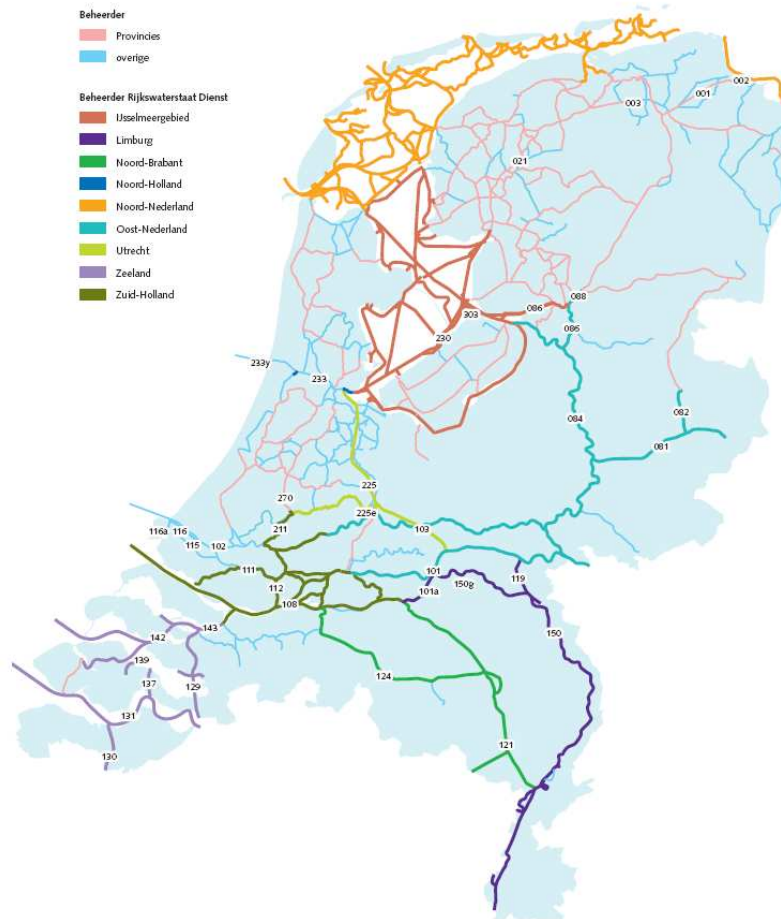 Beheerder
Provincies
overige
Beheerder Rijkswaterstaat Dienst
IJsselmeergebied
Limburg
Noord-Brabant
Noord-Holland
Noord-Nederland
Oost-Nederland
Utrecht
Zeeland
Zuid-Holland
002
001
003
021
088
086
303
086
230
233y
233
082
084
081
225
270
225e
116a
116
211
103
115
102
111
101
119
112
101a
150g
108
143
150
142
139
124
137
129
131
121
130